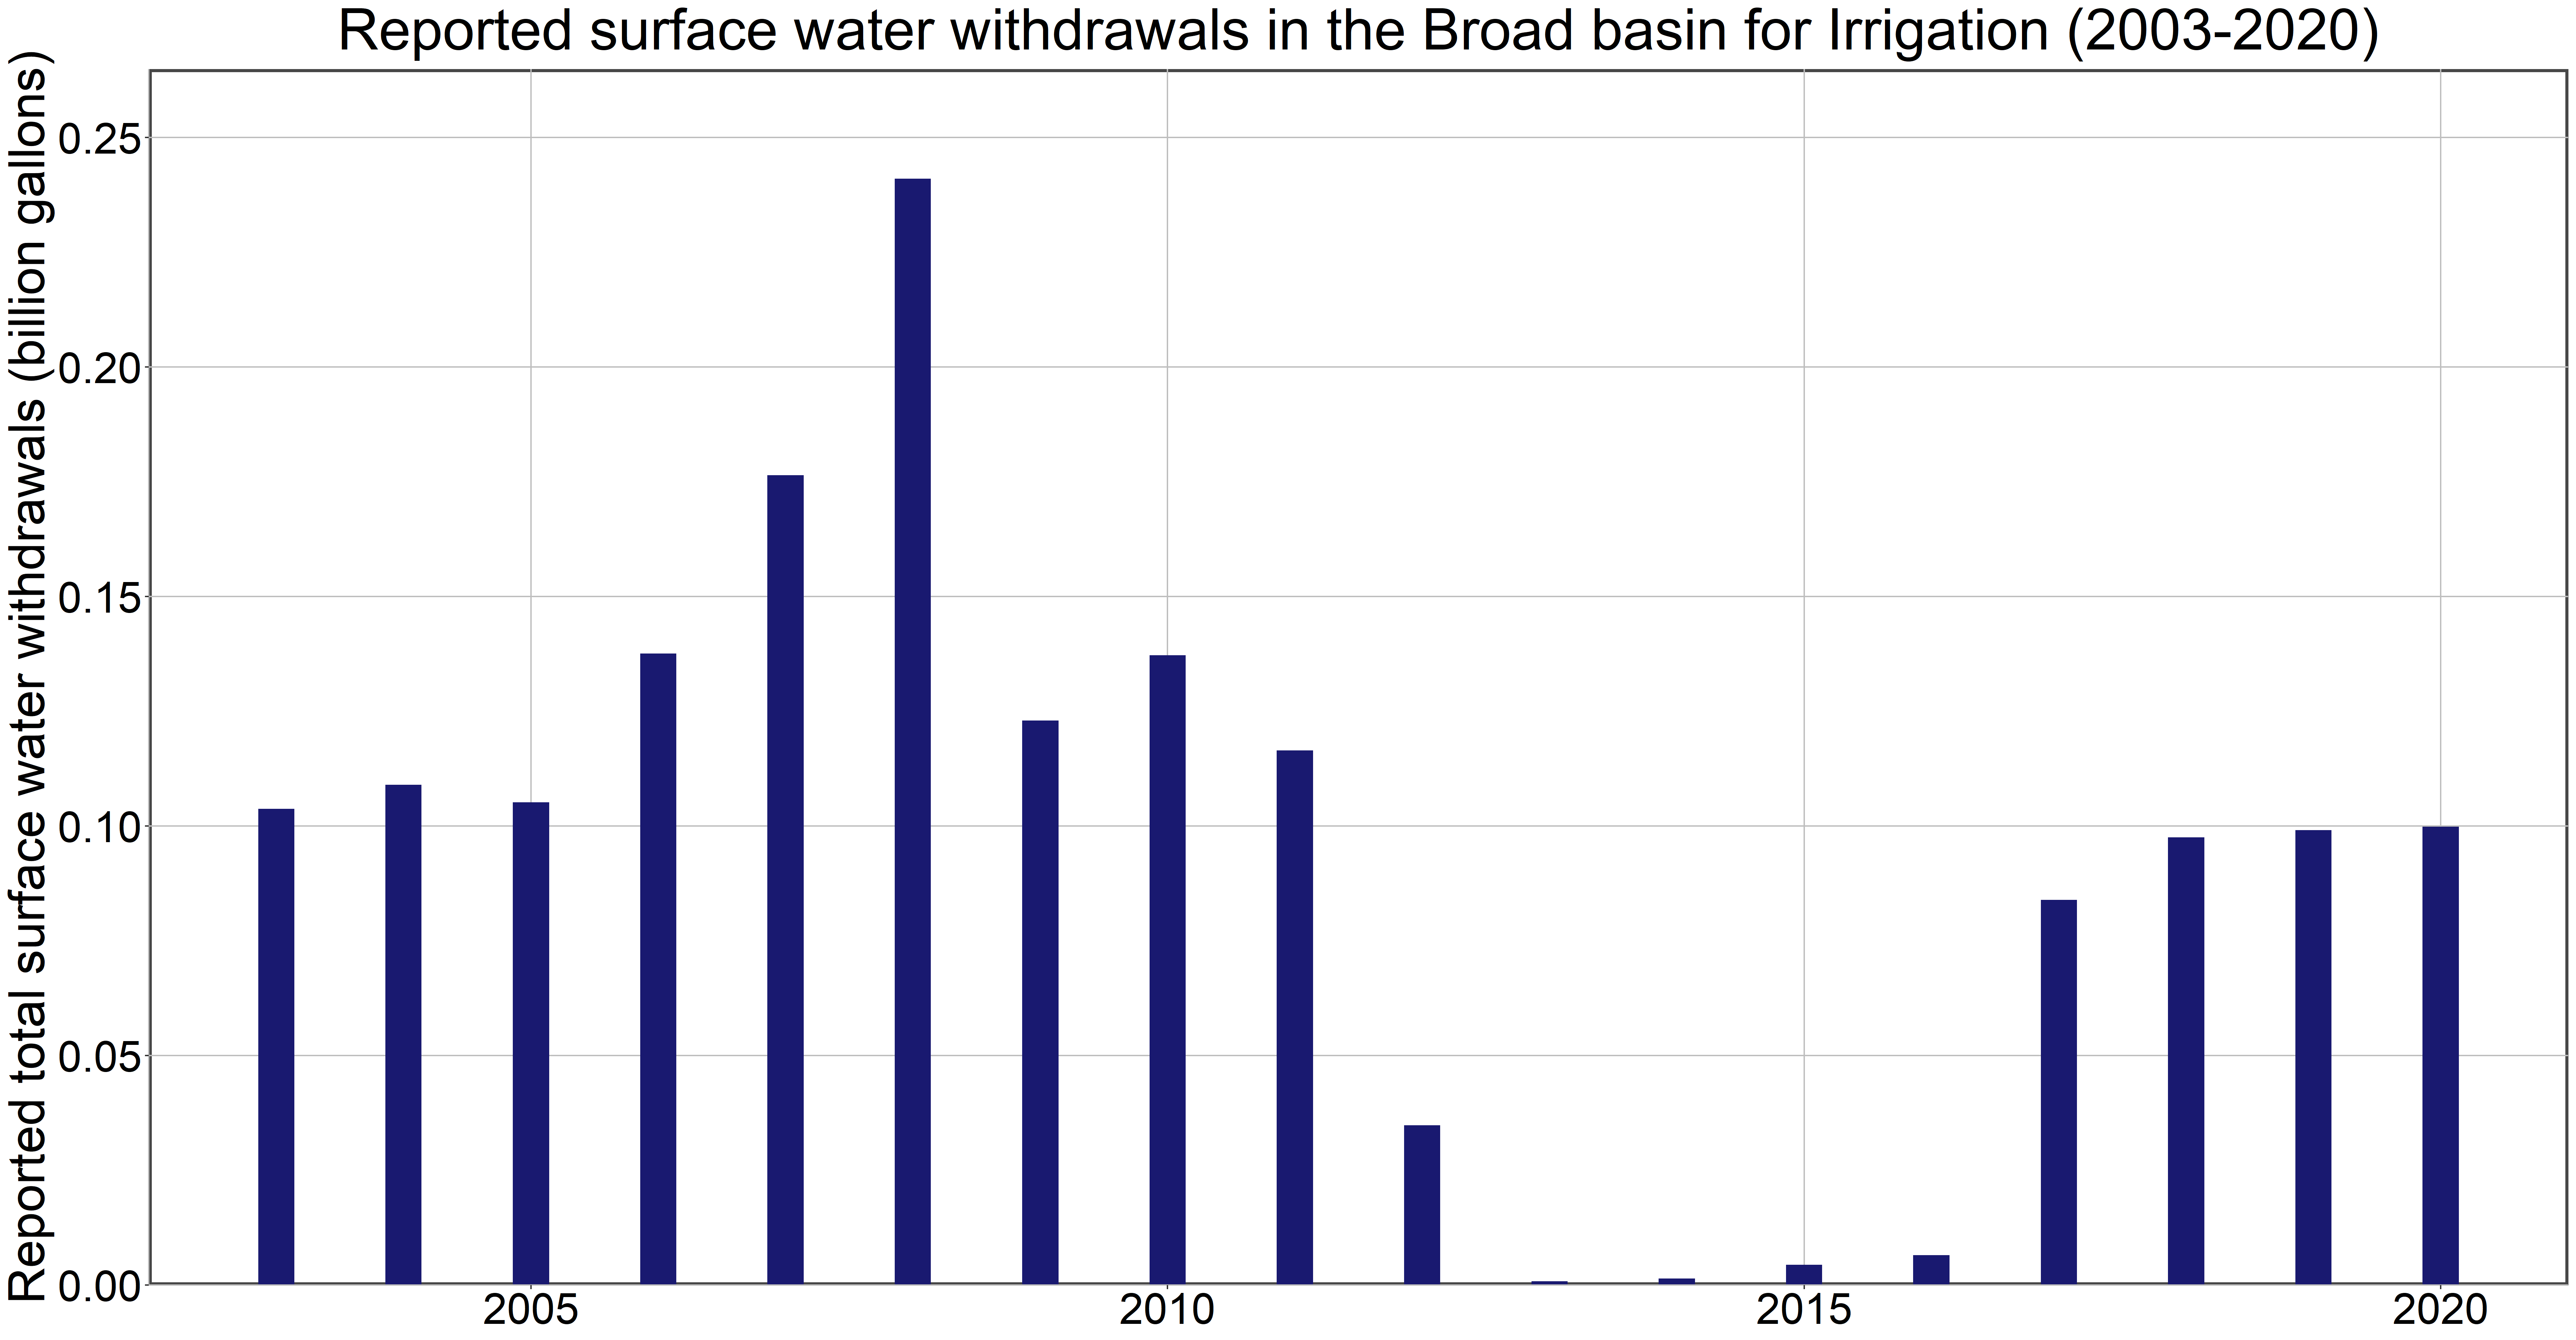 Reported surface water withdrawals in the Broad basin for Irrigation (2003-2020)
Reported total surface water withdrawals (billion gallons)
0.25
0.20
0.15
0.10
0.05
0.00
2005 2010 2015 2020